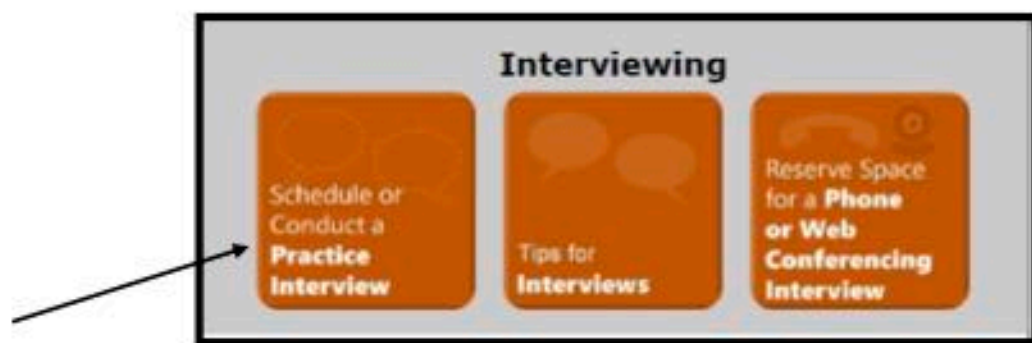 Interviewing
Schedule or
Conduct a
Practice
Interview
Tips for
Interviews
Reserve Space
for a Phone
or Web
Conferencing
Interview